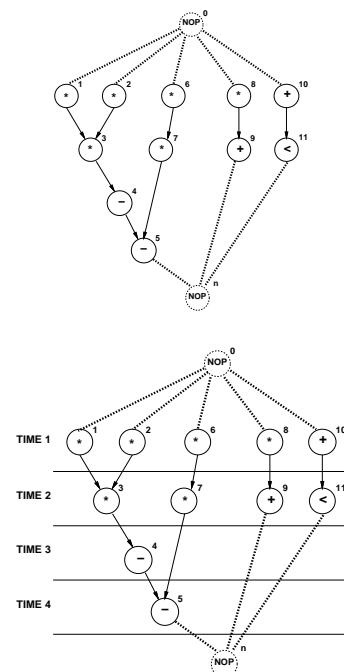 0
NOP
1 2 6 8 10
* * * * +
3 7 9 11
* * + <
4
−
5
−
n
NOP
0
NOP
1 2 6 8 10
TIME 1 * * * * +
3 7 9 11
TIME 2 * * + <
4
TIME 3 −
5
TIME 4 −
n
NOP